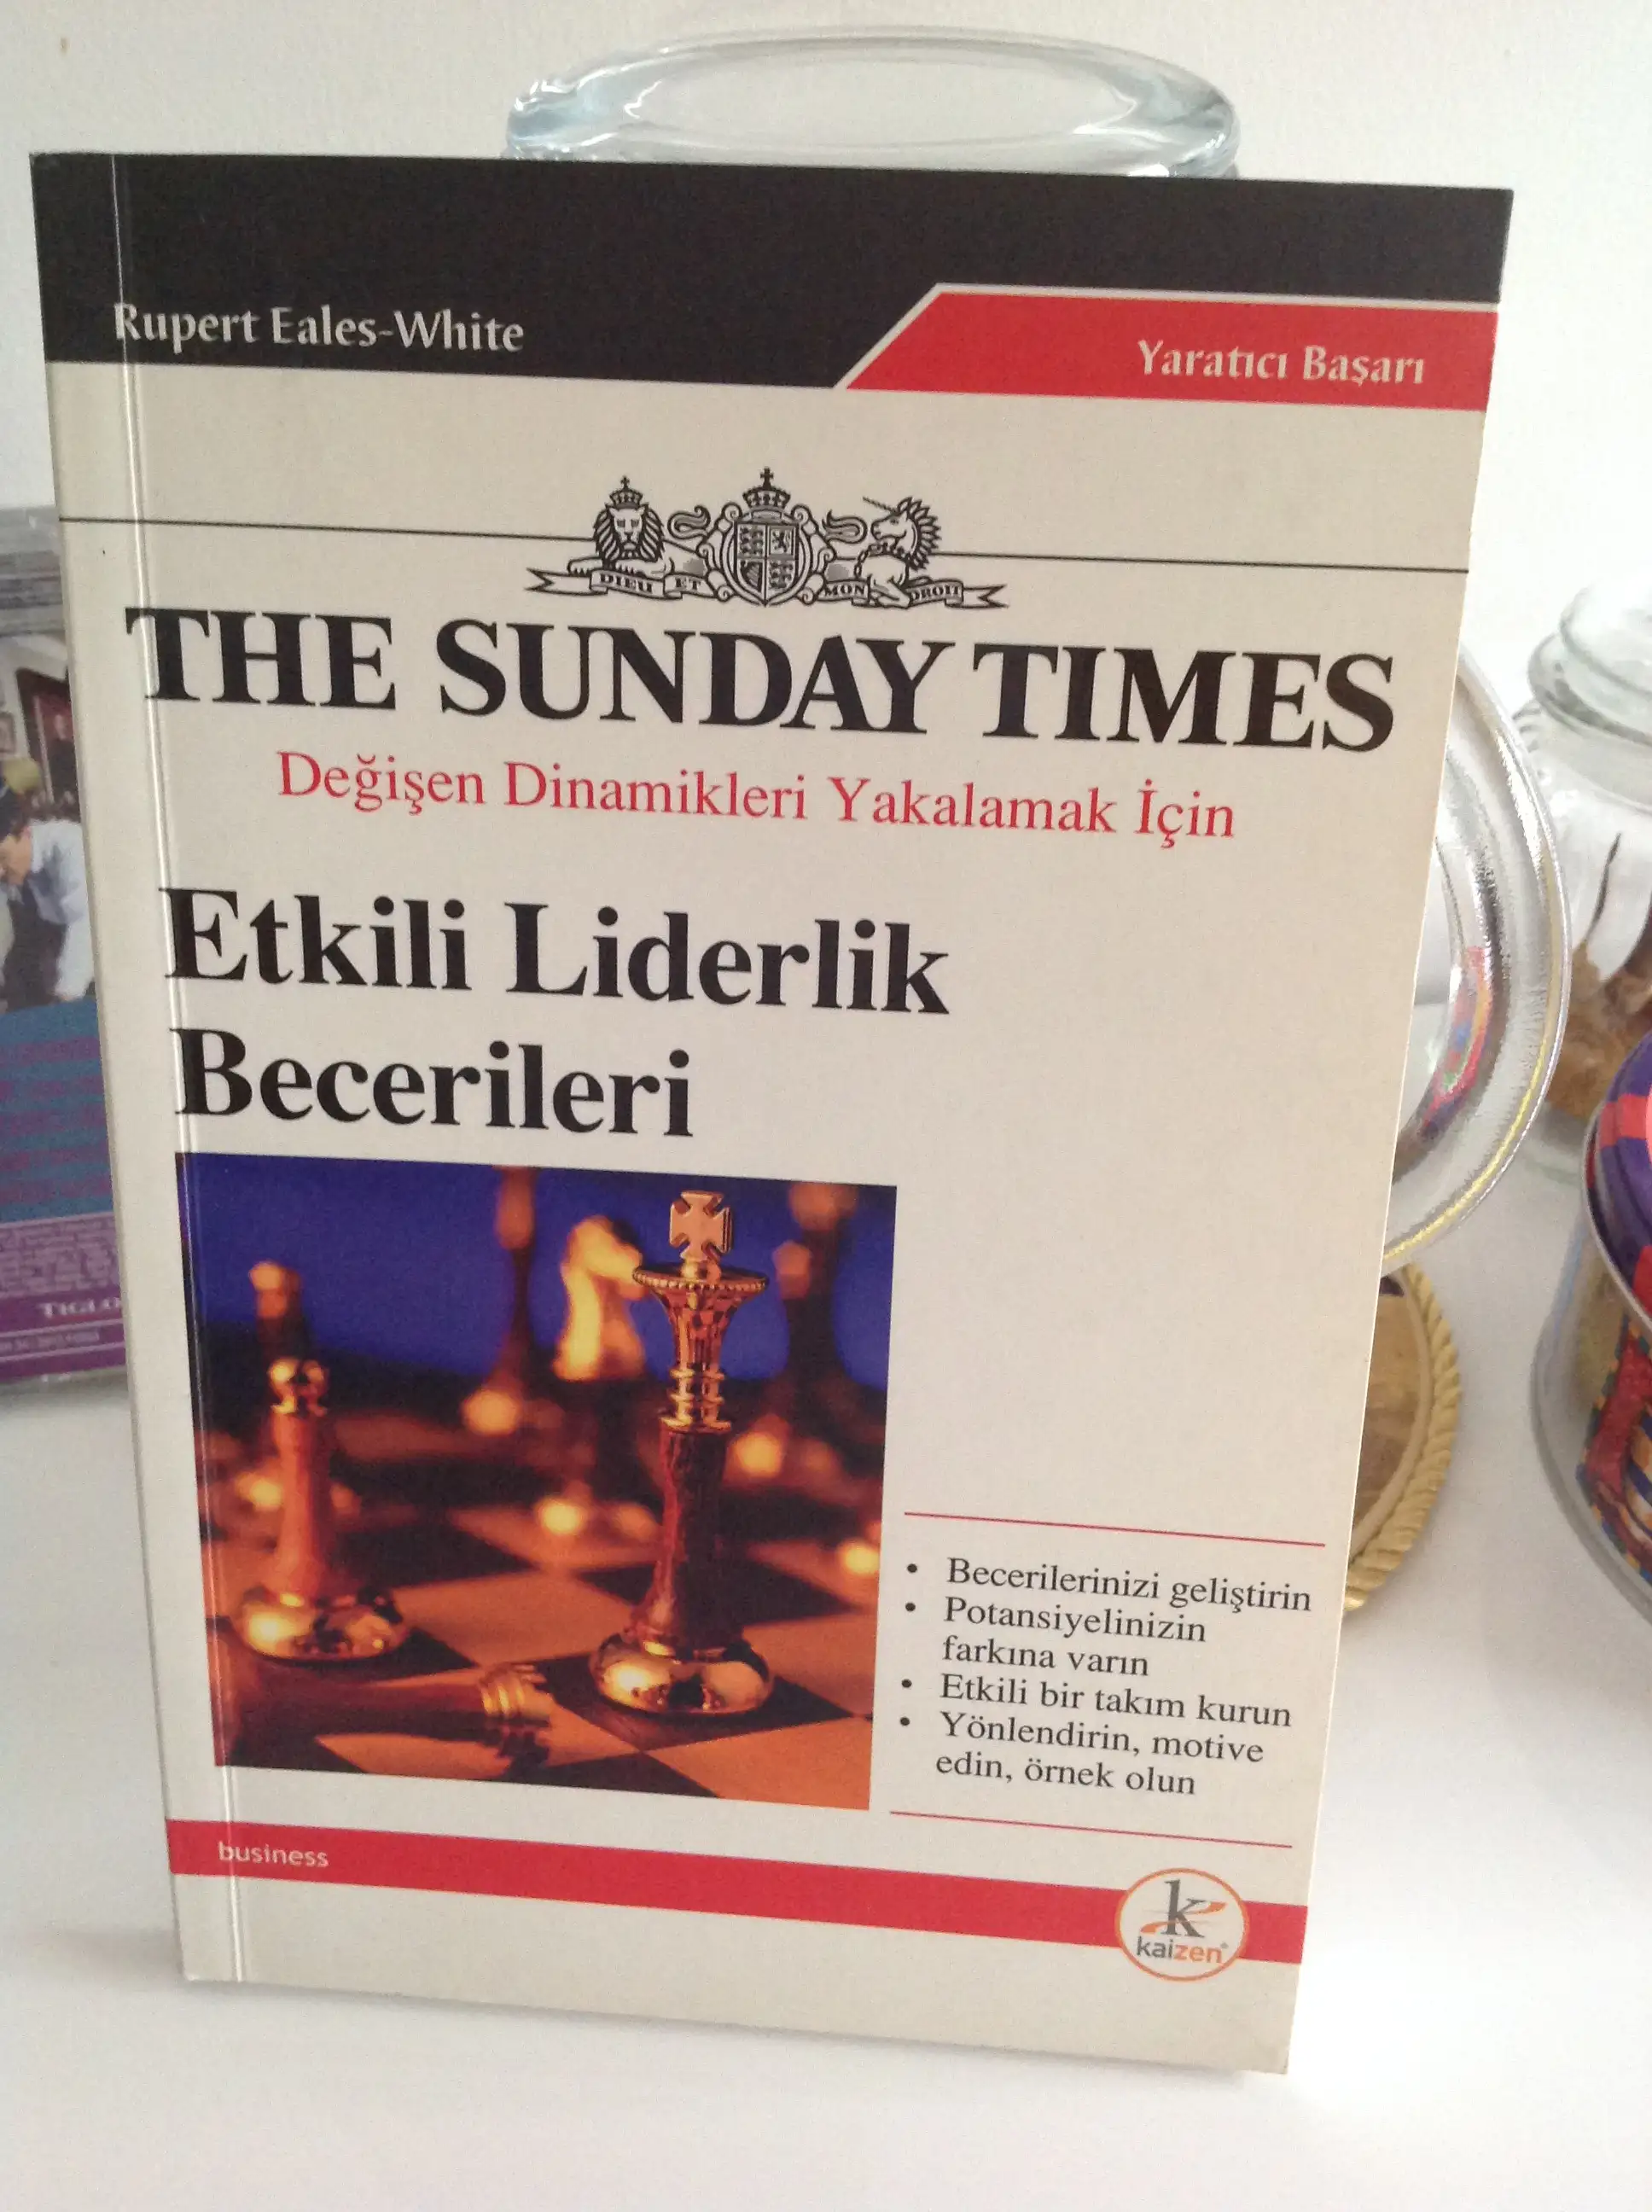 Rupert Eales-White
Yaratıcı Başarı
DIEU ET MON DROIT
THE SUNDAY TIMES
Değişen Dinamikleri Yakalamak İçin
Etkili Liderlik
Becerileri
• Becerilerinizi geliştirin
• Potansiyelinizin
farkına varın
• Etkili bir takım kurun
• Yönlendirin, motive
edin, örnek olun
business
k
kaizen